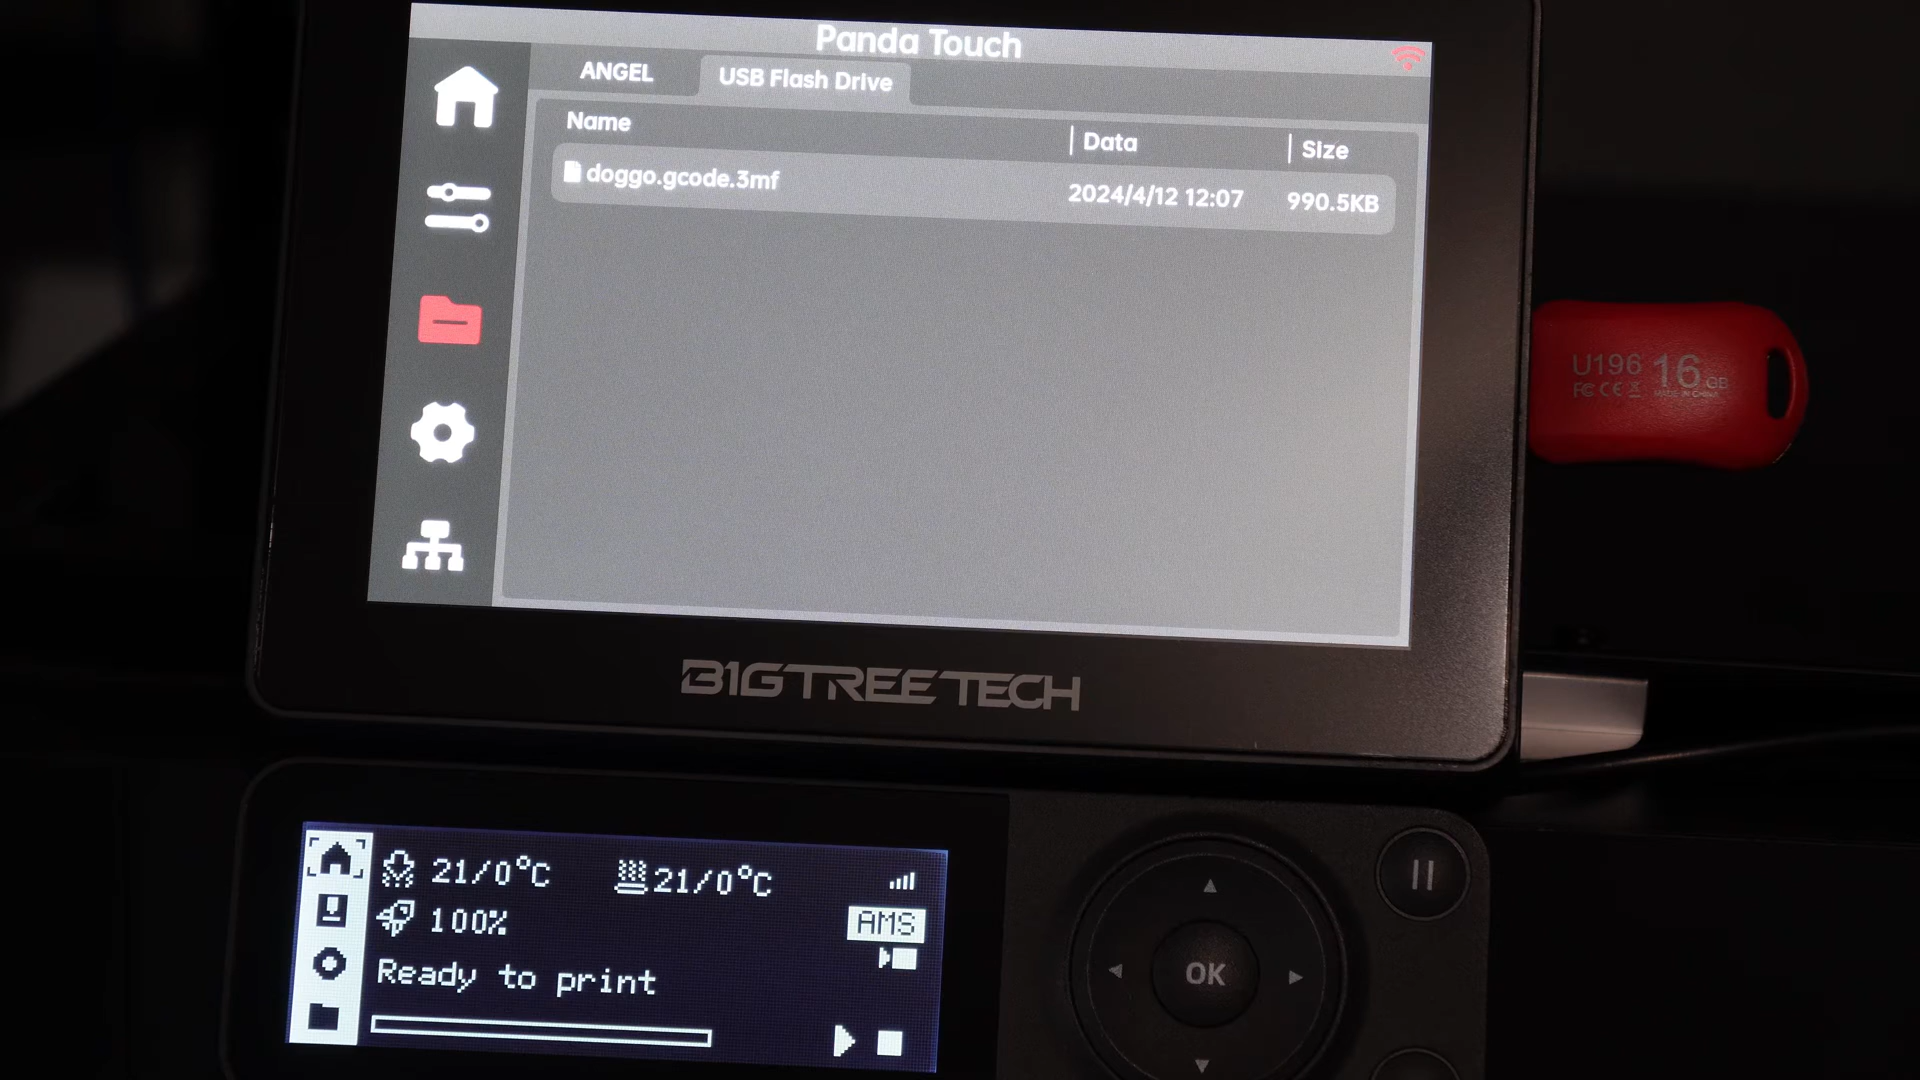 Panda Touch
ANGEL
USB Flash Drive
Name
Data
Size
doggo.gcode.3mf
2024/4/12 12:07
990.5KB
U196 16 GB
FC CE
MADE IN CHINA
B1GTREETECH
21/0°C
21/0°C
100%
AMS
Ready to print
OK